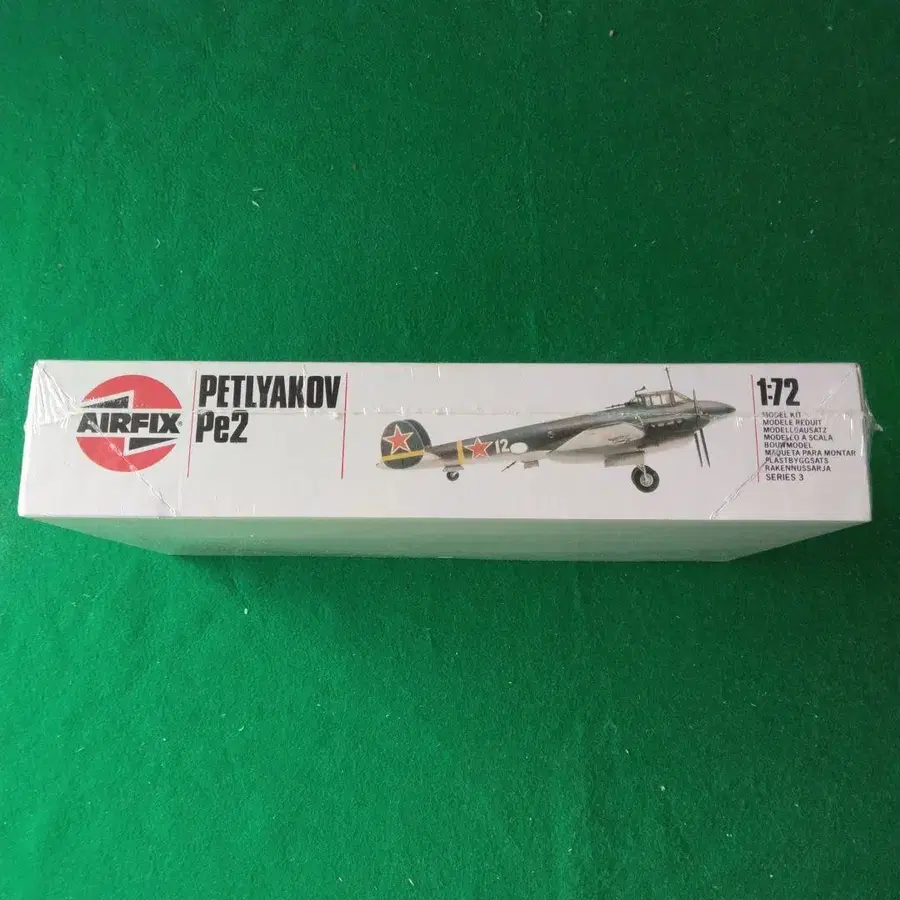 AIRFIX
PETLYAKOV
Pe2
12
1:72
MODEL KIT
MODELE REDUIT
MODELLBAUSATZ
MODELLO A SCALA
BOUWMODEL
MAQUETA PARA MONTAR
PLASTBYGGSATS
RAKENNUSSARJA
SERIES 3